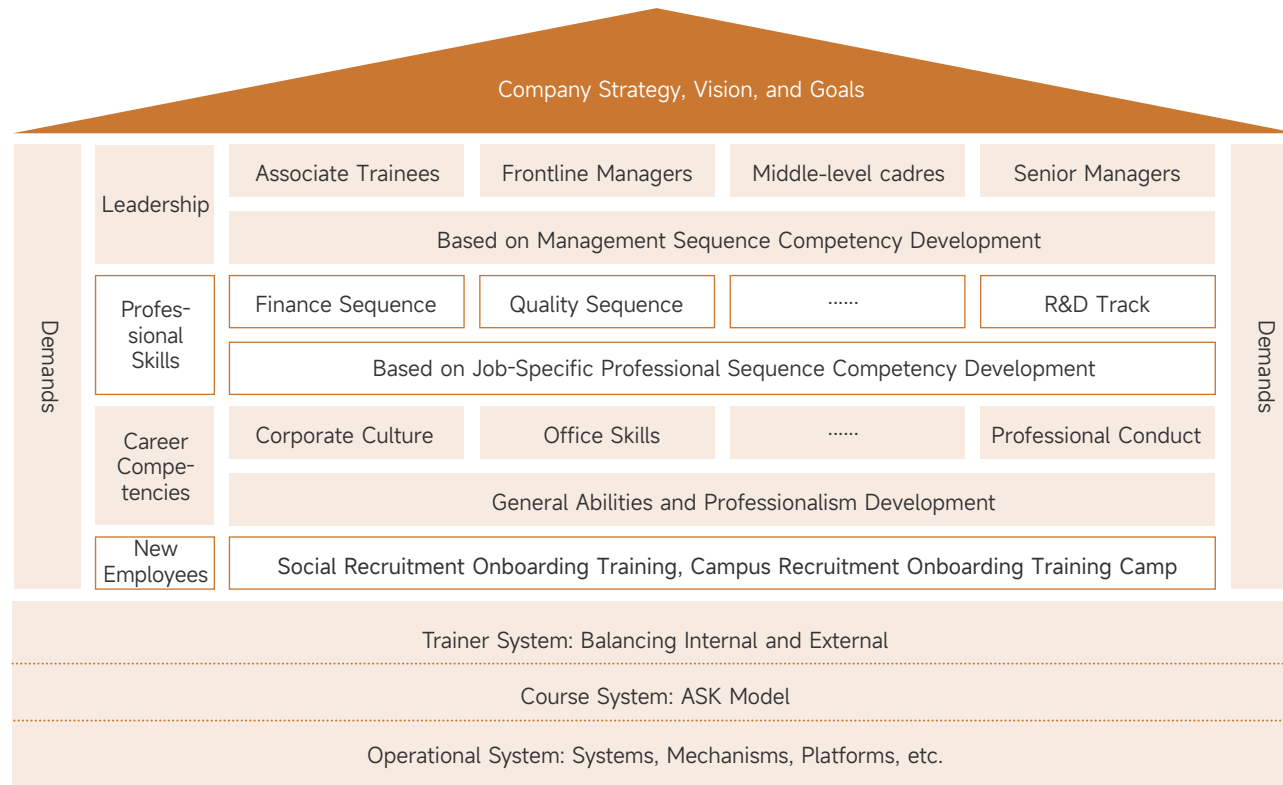 Company Strategy, Vision, and Goals
Demands
Leadership
Associate Trainees
Frontline Managers
Middle-level cadres
Senior Managers
Based on Management Sequence Competency Development
Profes-
sional
Skills
Finance Sequence
Quality Sequence
......
R&D Track
Based on Job-Specific Professional Sequence Competency Development
Career
Compe-
tencies
Corporate Culture
Office Skills
......
Professional Conduct
General Abilities and Professionalism Development
New
Employees
Social Recruitment Onboarding Training, Campus Recruitment Onboarding Training Camp
Demands
Trainer System: Balancing Internal and External
Course System: ASK Model
Operational System: Systems, Mechanisms, Platforms, etc.